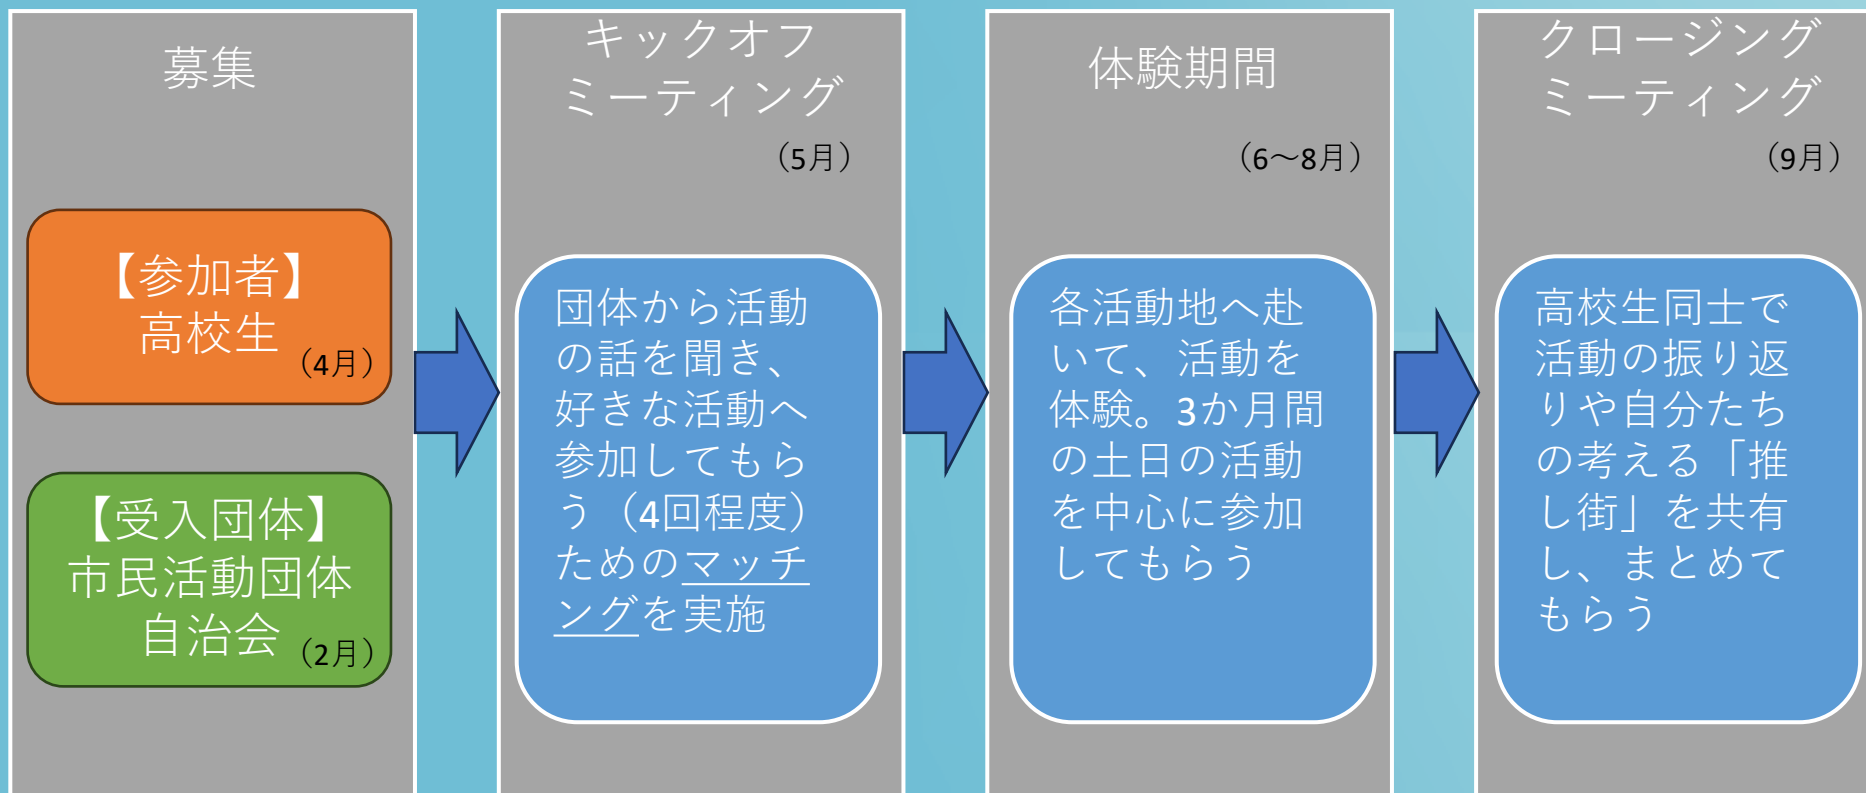 募集
【参加者】
高校生
（4月）
【受入団体】
市民活動団体
自治会
（2月）
キックオフ
ミーティング
（5月）
団体から活動
の話を聞き、
好きな活動へ
参加してもら
う（4回程度）
ためのマッチ
ングを実施
体験期間
（6～8月）
各活動地へ赴
いて、活動を
体験。3か月間
の土日の活動
を中心に参加
してもらう
クロージング
ミーティング
（9月）
高校生同士で
活動の振り返
りや自分たち
の考える「推
し街」を共有
し、まとめて
もらう